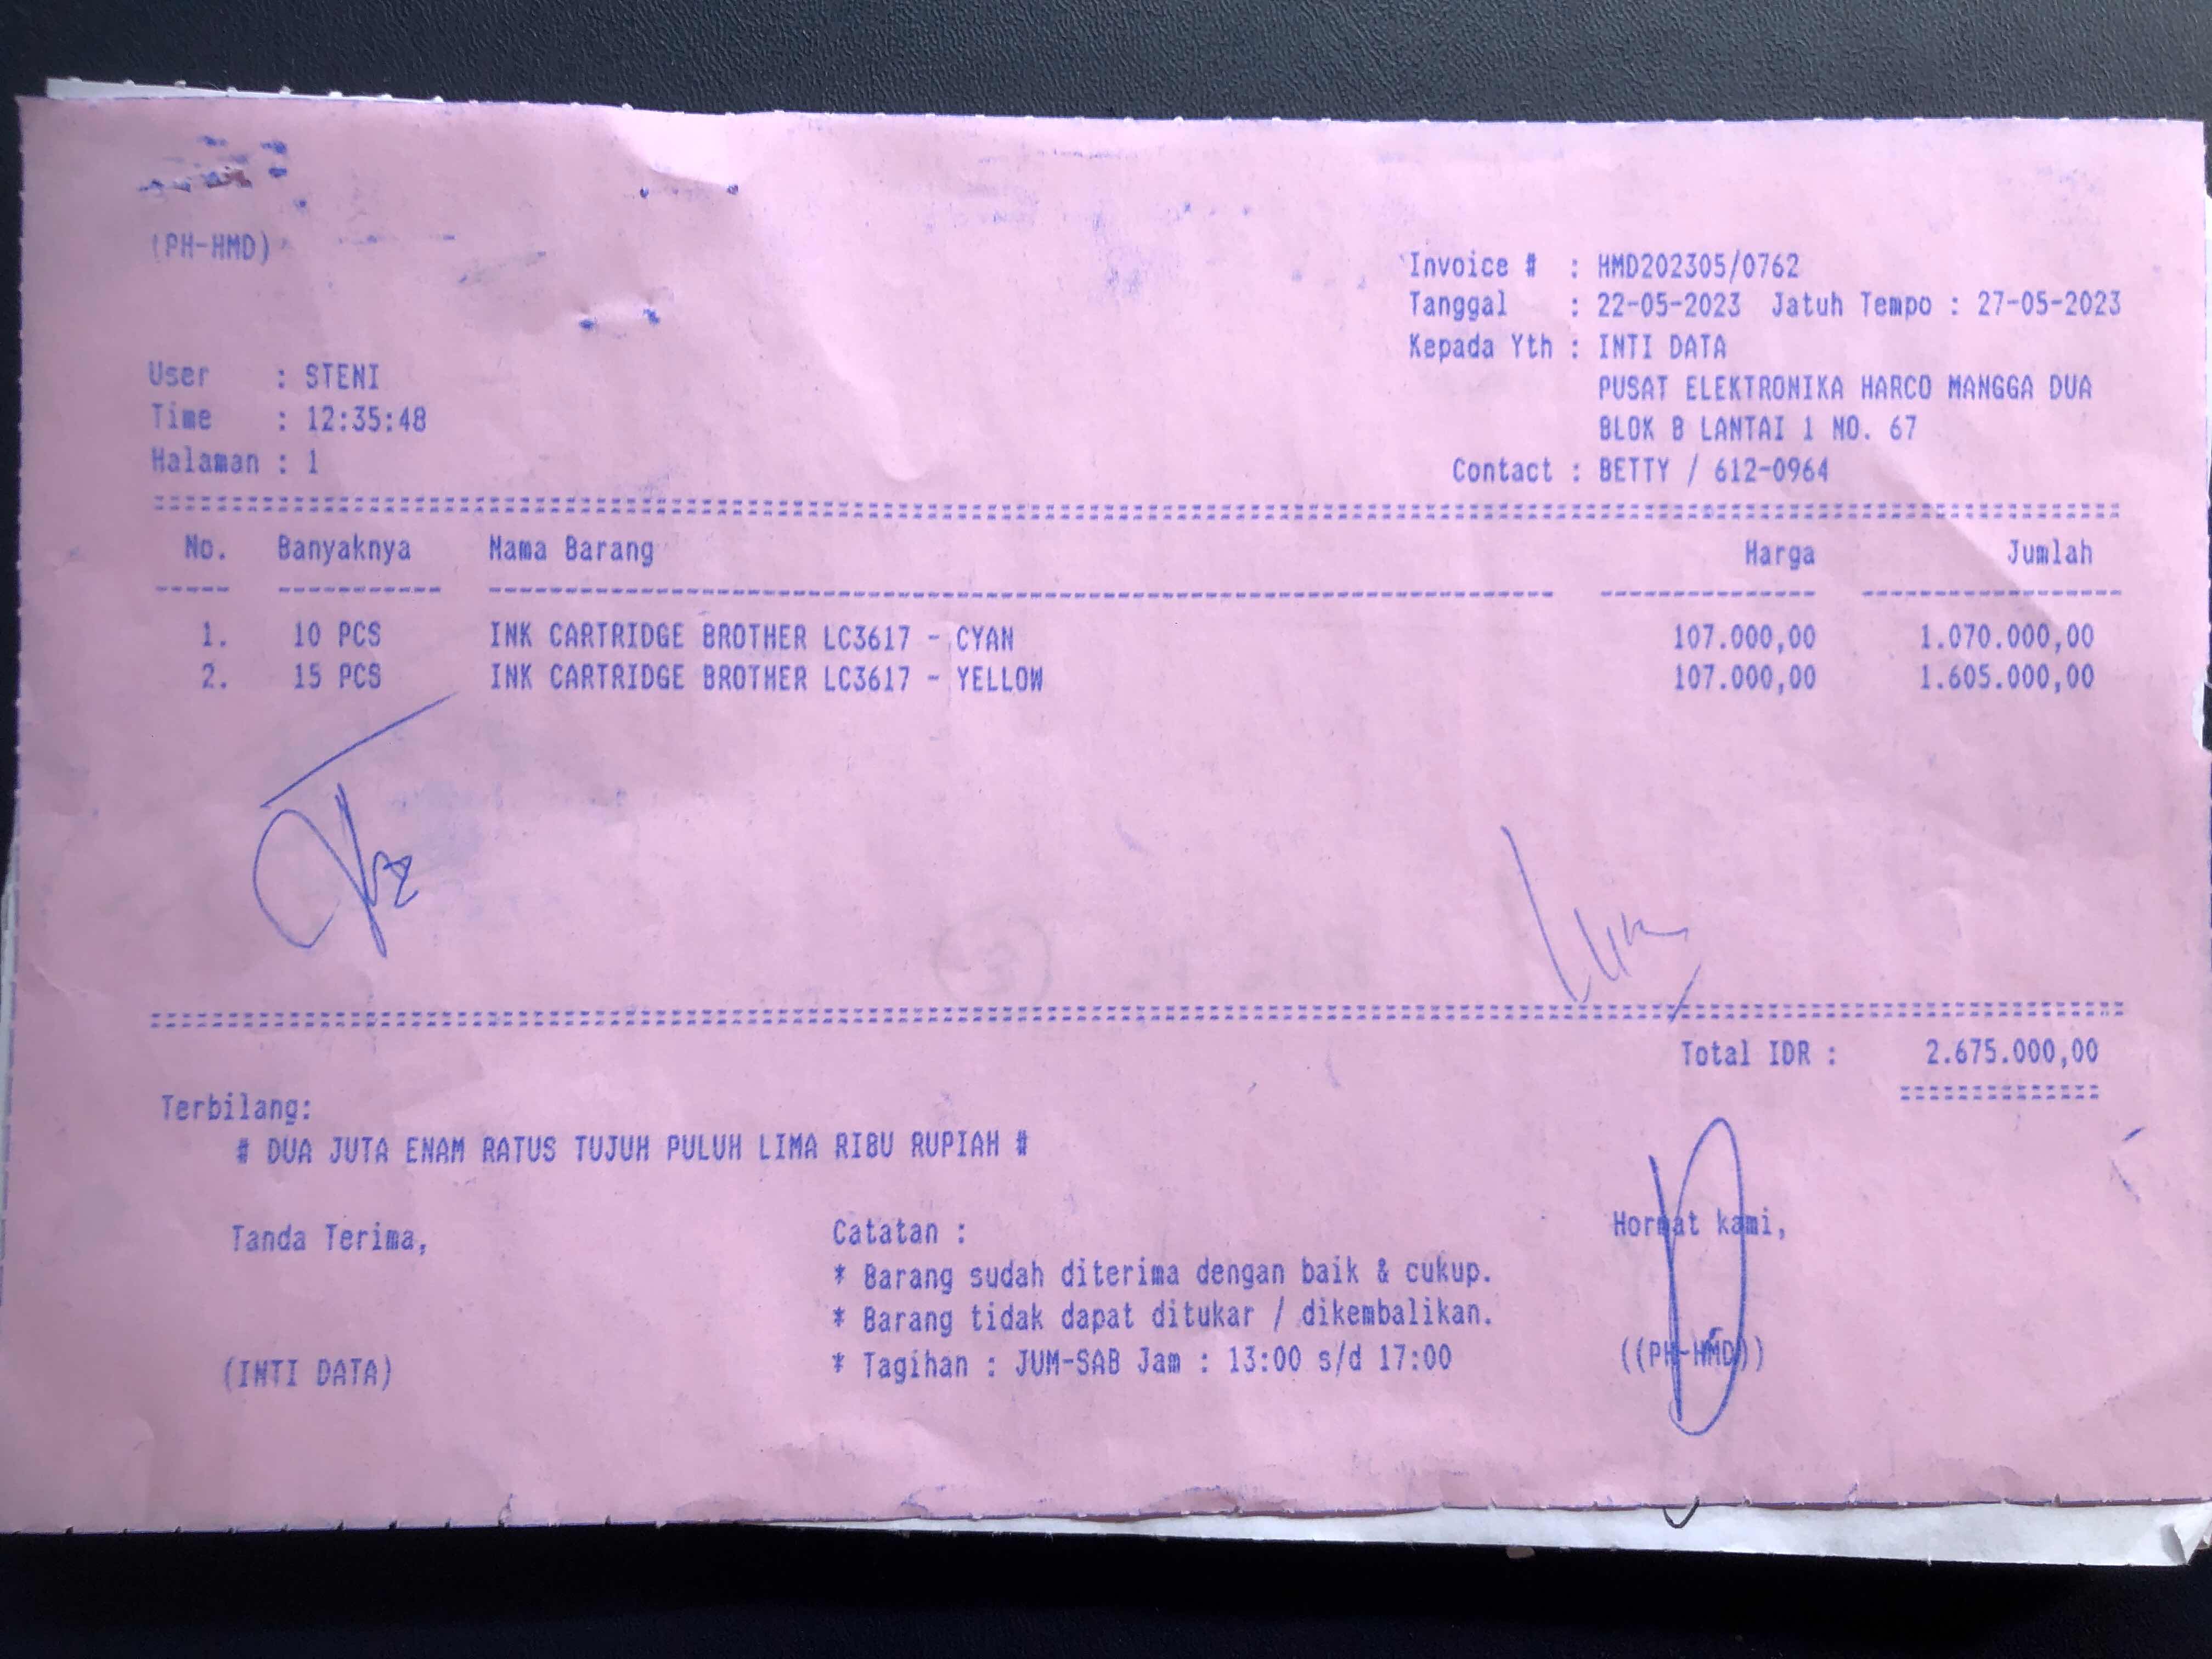 (PH-HMD)
Invoice # : HMD202305/0762
Tanggal : 22-05-2023 Jatuh Tempo : 27-05-2023
Kepada Yth : INTI DATA
PUSAT ELEKTRONIKA HARCO MANGGA DUA
BLOK B LANTAI 1 NO. 67
Contact : BETTY / 612-0964
User : STENI
Time : 12:35:48
Halaman : 1
No. Banyaknya Nama Barang Harga Jumlah
1. 10 PCS INK CARTRIDGE BROTHER LC3617 - CYAN 107.000,00 1.070.000,00
2. 15 PCS INK CARTRIDGE BROTHER LC3617 - YELLOW 107.000,00 1.605.000,00
Total IDR : 2.675.000,00
Terbilang:
# DUA JUTA ENAM RATUS TUJUH PULUH LIMA RIBU RUPIAH #
Tanda Terima,
(INTI DATA)
Catatan :
* Barang sudah diterima dengan baik & cukup.
* Barang tidak dapat ditukar / dikembalikan.
* Tagihan : JUM-SAB Jam : 13:00 s/d 17:00
Hormat kami,
((PH-HMD))